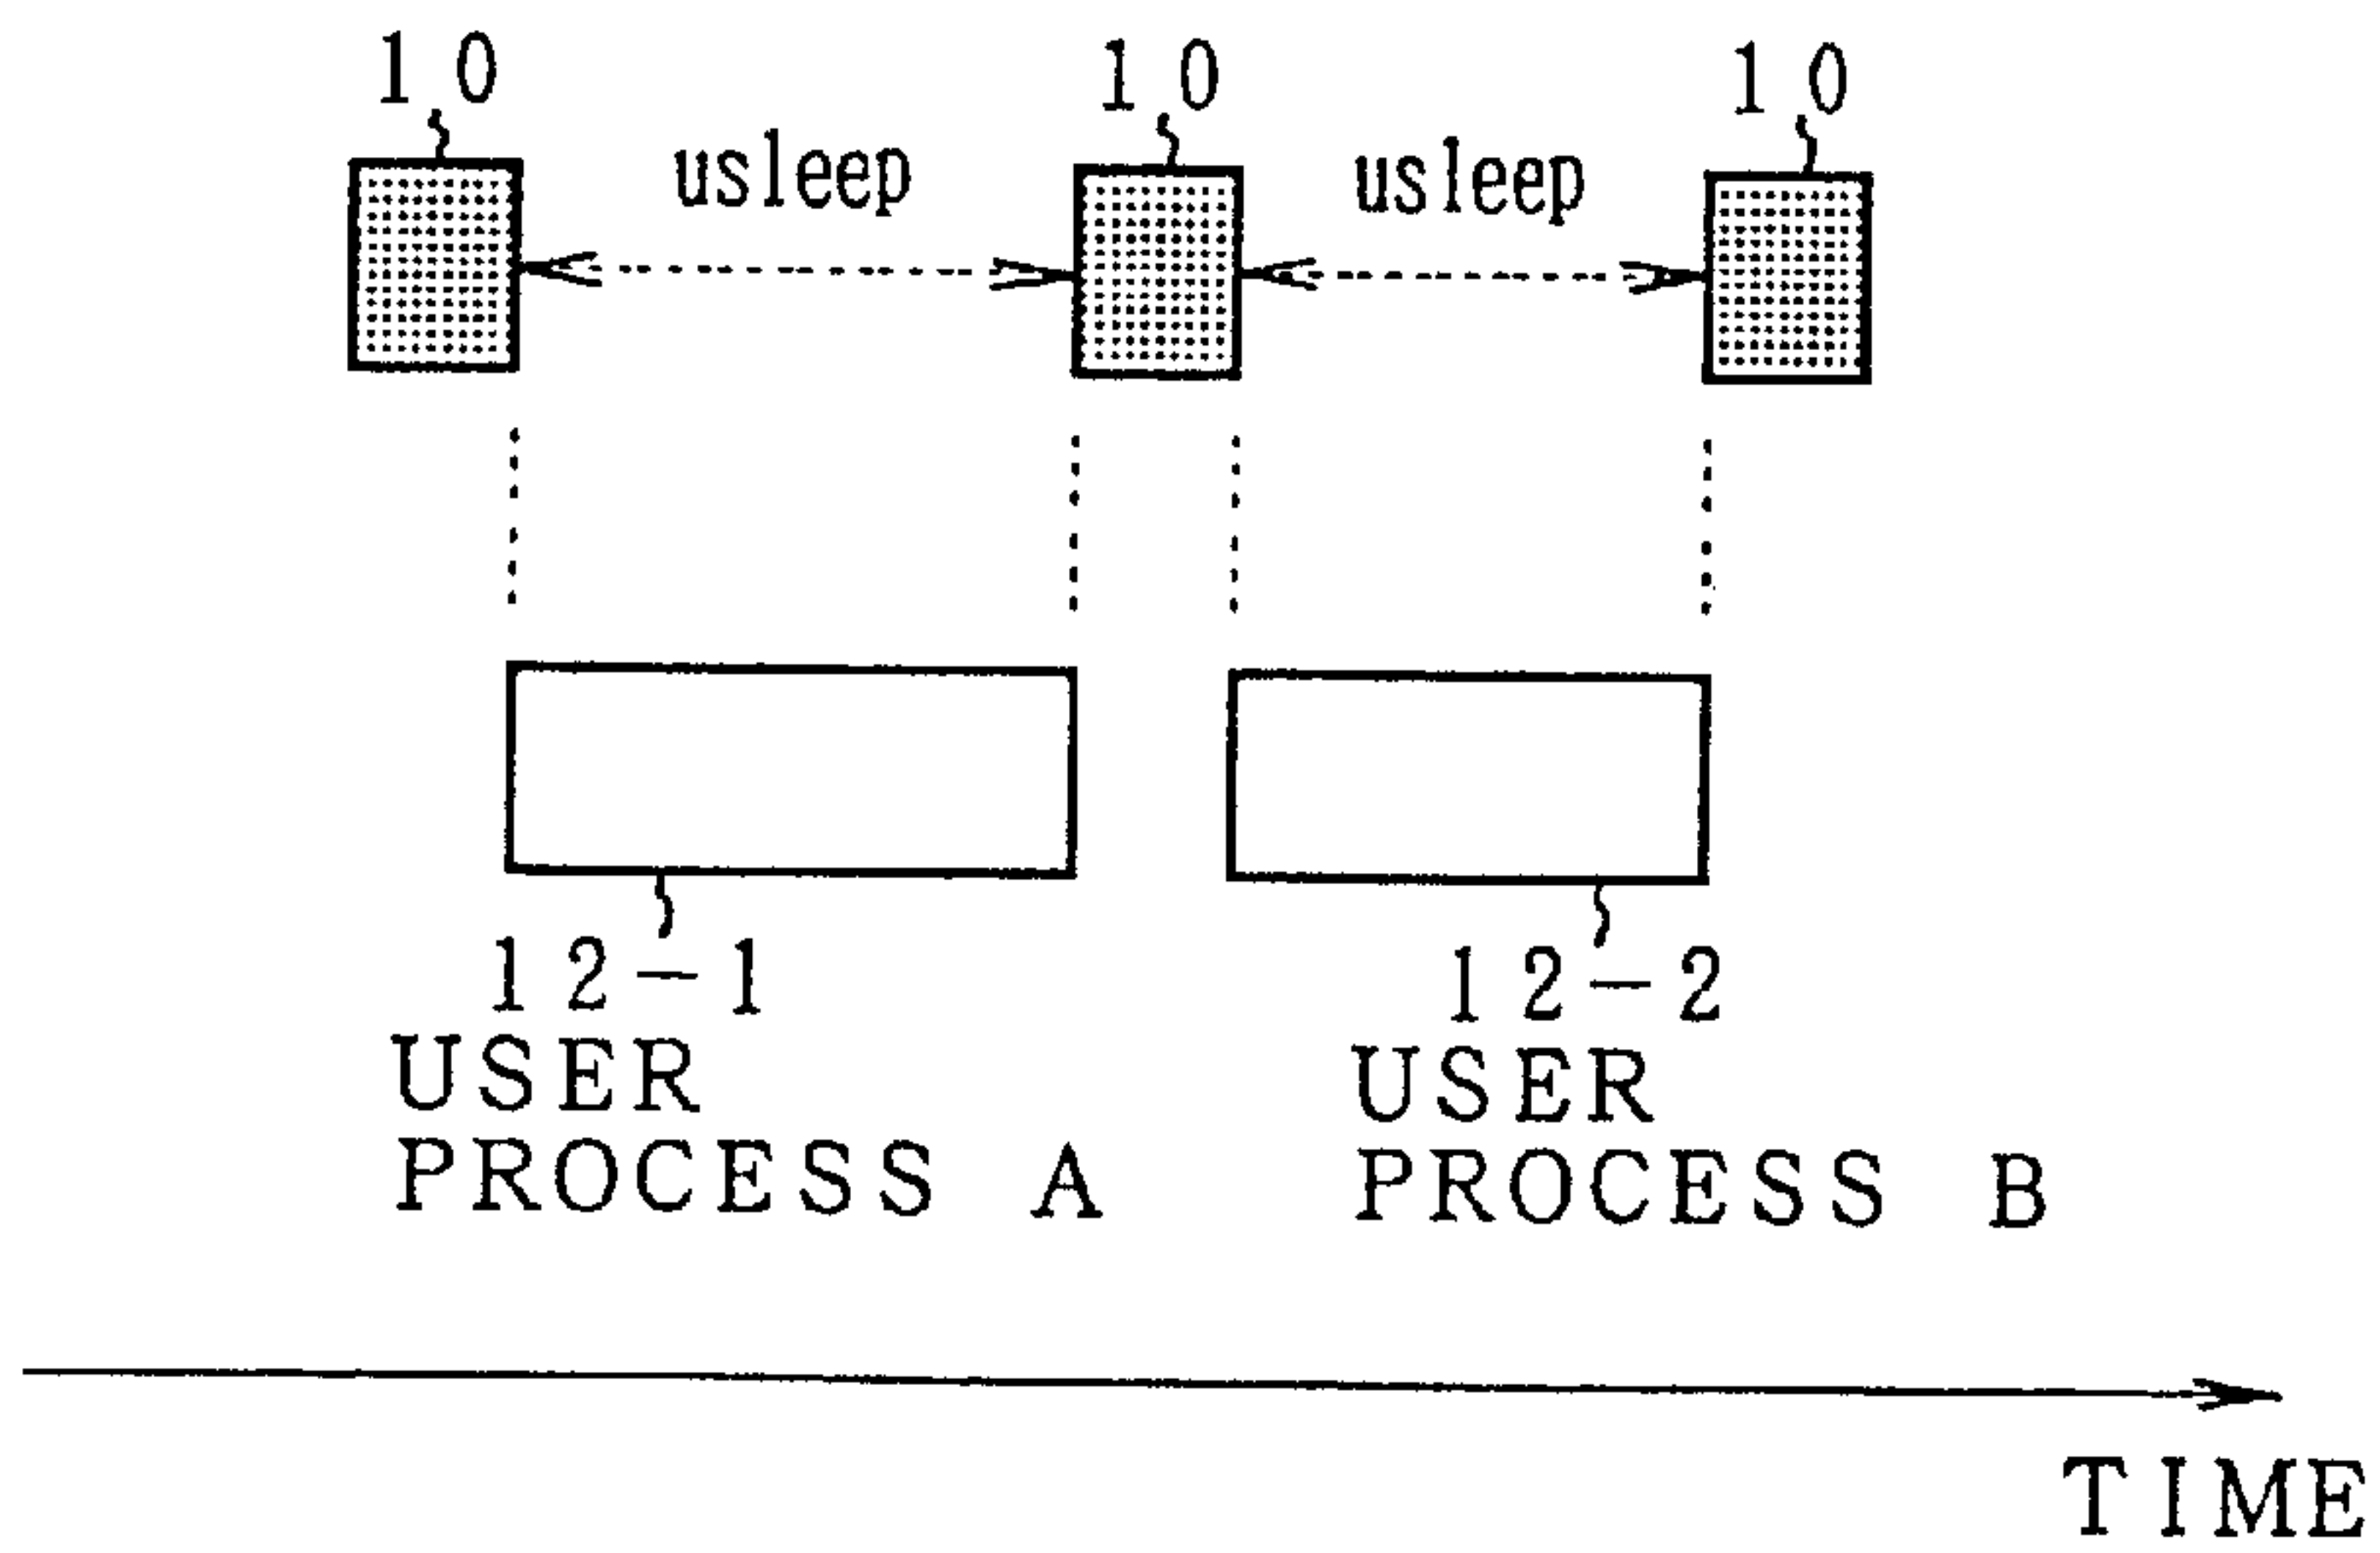 10 10 10
usleep usleep
12-1 12-2
USER USER
PROCESS A PROCESS B
TIME